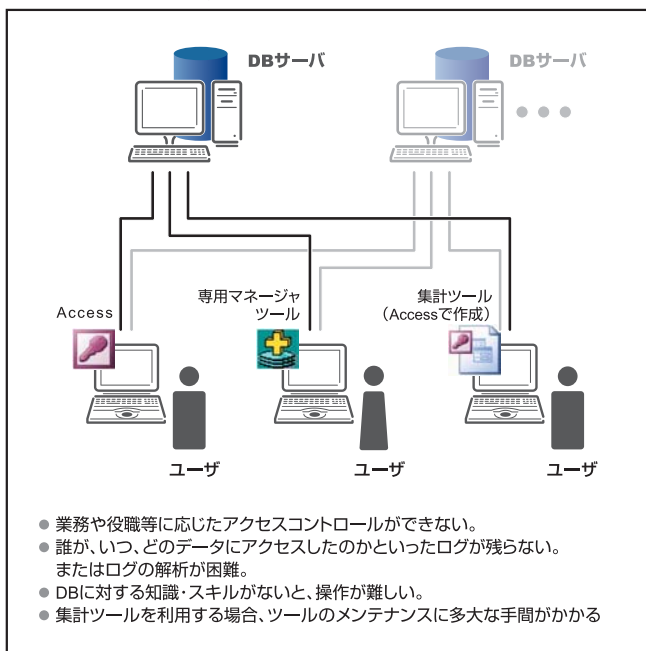 DBサーバ
DBサーバ
Access
専用マネージャ
ツール
集計ツール
（Accessで作成）
ユーザ
ユーザ
ユーザ
● 業務や役職等に応じたアクセスコントロールができない。
● 誰が、いつ、どのデータにアクセスしたのかといったログが残らない。
またはログの解析が困難。
● DBに対する知識・スキルがないと、操作が難しい。
● 集計ツールを利用する場合、ツールのメンテナンスに多大な手間がかかる